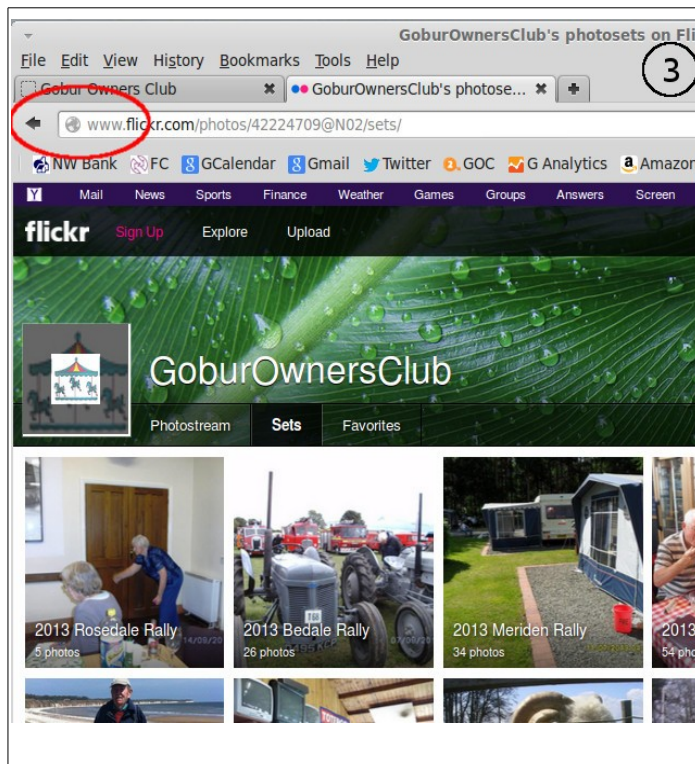 GoburOwnersClub's photosets on Fli
File Edit View History Bookmarks Tools Help
3
Gobur Owners Club GoburOwnersClub's photose...
www.flickr.com/photos/42224709@N02/sets/
NW Bank FC GCalendar Gmail Twitter GOC G Analytics Amazon
Y Mail News Sports Finance Weather Games Groups Answers Screen
flickr Sign Up Explore Upload
GoburOwnersClub
Photostream Sets Favorites
2013 Rosedale Rally
5 photos
2013 Bedale Rally
26 photos
2013 Meriden Rally
34 photos
2013
54 pho